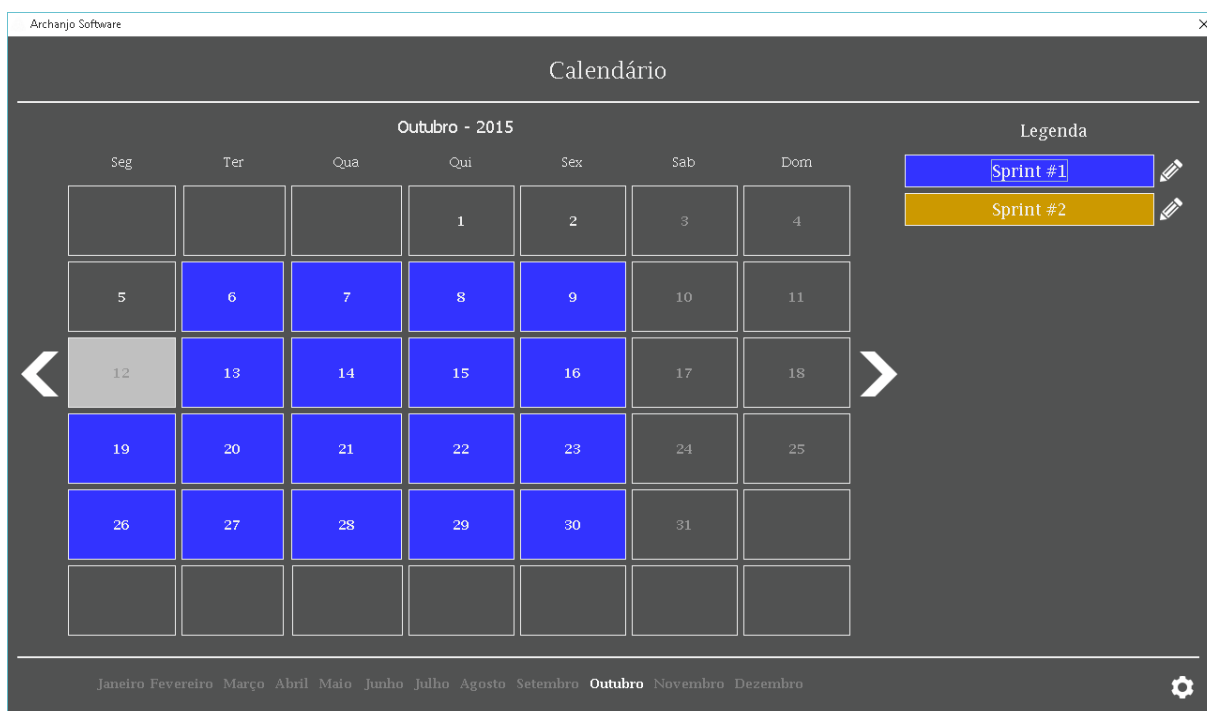 Archanjo Software
Calendário
Outubro - 2015
Legenda
Seg Ter Qua Qui Sex Sab Dom
Sprint #1
Sprint #2
1 2 3 4
5 6 7 8 9 10 11
12 13 14 15 16 17 18
19 20 21 22 23 24 25
26 27 28 29 30 31
Janeiro Fevereiro Março Abril Maio Junho Julho Agosto Setembro Outubro Novembro Dezembro